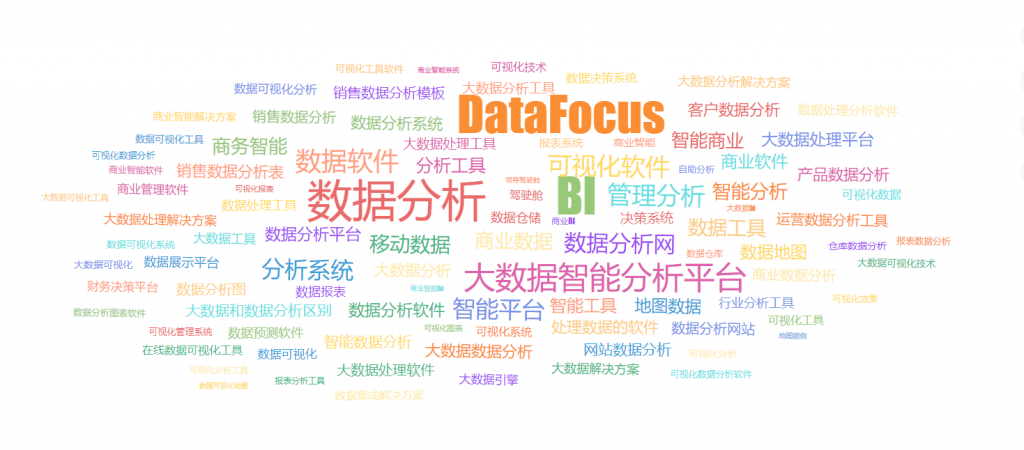 可视化工具软件 商业智能系统 可视化技术
数据可视化分析 销售数据分析模板 大数据分析工具 数据决策系统 大数据分析解决方案
DataFocus
商业智能解决方案 销售数据分析 数据分析系统 客户数据分析 数据处理分析软件
数据可视化工具 商务智能 大数据处理工具 报表系统 商业智能 智能商业 大数据处理平台
可视化数据分析 数据软件 分析工具 可视化软件 商业软件
商业智能软件 销售数据分析表 领导驾驶舱 自助分析 产品数据分析
商业管理软件 可视化报表 数据分析 驾驶舱 BI 管理分析 智能分析 可视化数据
大数据可视化工具 数据处理工具 大数据BI
大数据处理解决方案 数据仓储 商业BI 决策系统 数据工具 运营数据分析工具
数据可视化系统 大数据工具 数据分析平台 移动数据 商业数据 数据分析网 数据仓库 数据地图 仓库数据分析 报表数据分析
大数据可视化 数据展示平台 分析系统 大数据分析 大数据智能分析平台 商业数据分析 大数据可视化技术
财务决策平台 数据分析图 数据报表 商业智能BI
数据分析图表软件 大数据和数据分析区别 数据分析软件 智能平台 智能工具 地图数据 行业分析工具 可视化效果
可视化管理系统 数据预测软件 可视化图表 可视化系统 处理数据的软件 数据分析网站 可视化工具
在线数据可视化工具 数据可视化 智能数据分析 大数据数据分析 网站数据分析 可视化分析 地图图例
可视化分析工具 大数据处理软件 大数据解决方案 可视化数据分析软件
数据可视化地图 报表分析工具 大数据引擎
数据集成解决方案